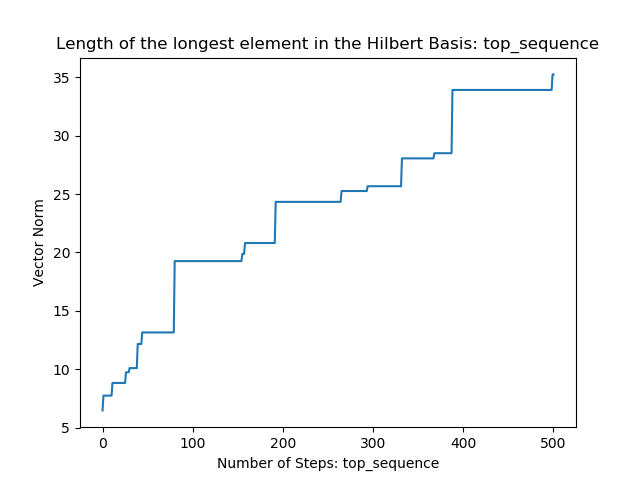 Length of the longest element in the Hilbert Basis: top_sequence
Vector Norm
35
30
25
20
15
10
5
0 100 200 300 400 500
Number of Steps: top_sequence